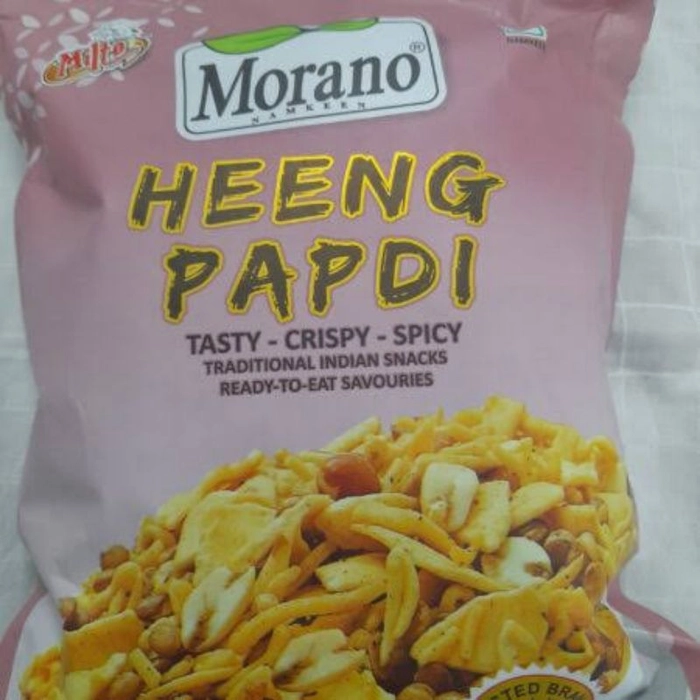 Milto
Morano®
NAMKEEN
HEENG
PAPDI
TASTY - CRISPY - SPICY
TRADITIONAL INDIAN SNACKS
READY-TO-EAT SAVOURIES